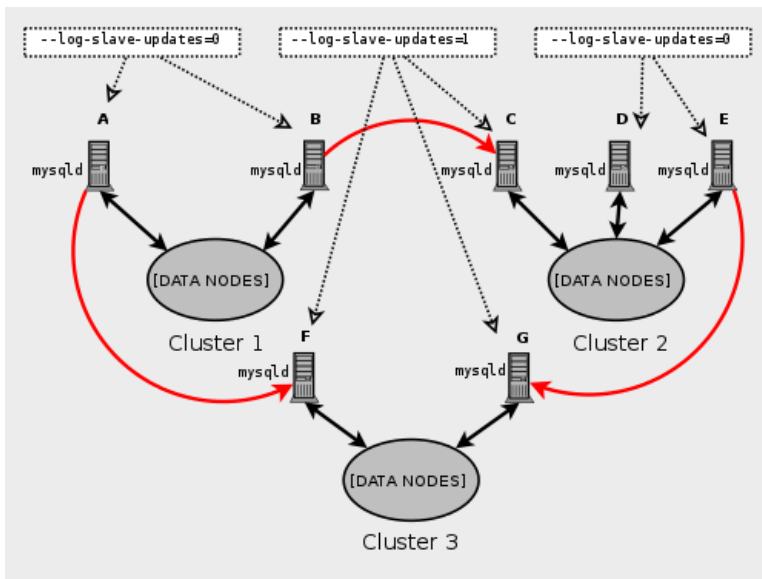 --log-slave-updates=0
--log-slave-updates=1
--log-slave-updates=0
A
B
C
D
E
mysqld
mysqld
mysqld
mysqld
mysqld
[DATA NODES]
[DATA NODES]
Cluster 1
Cluster 2
F
G
mysqld
mysqld
[DATA NODES]
Cluster 3